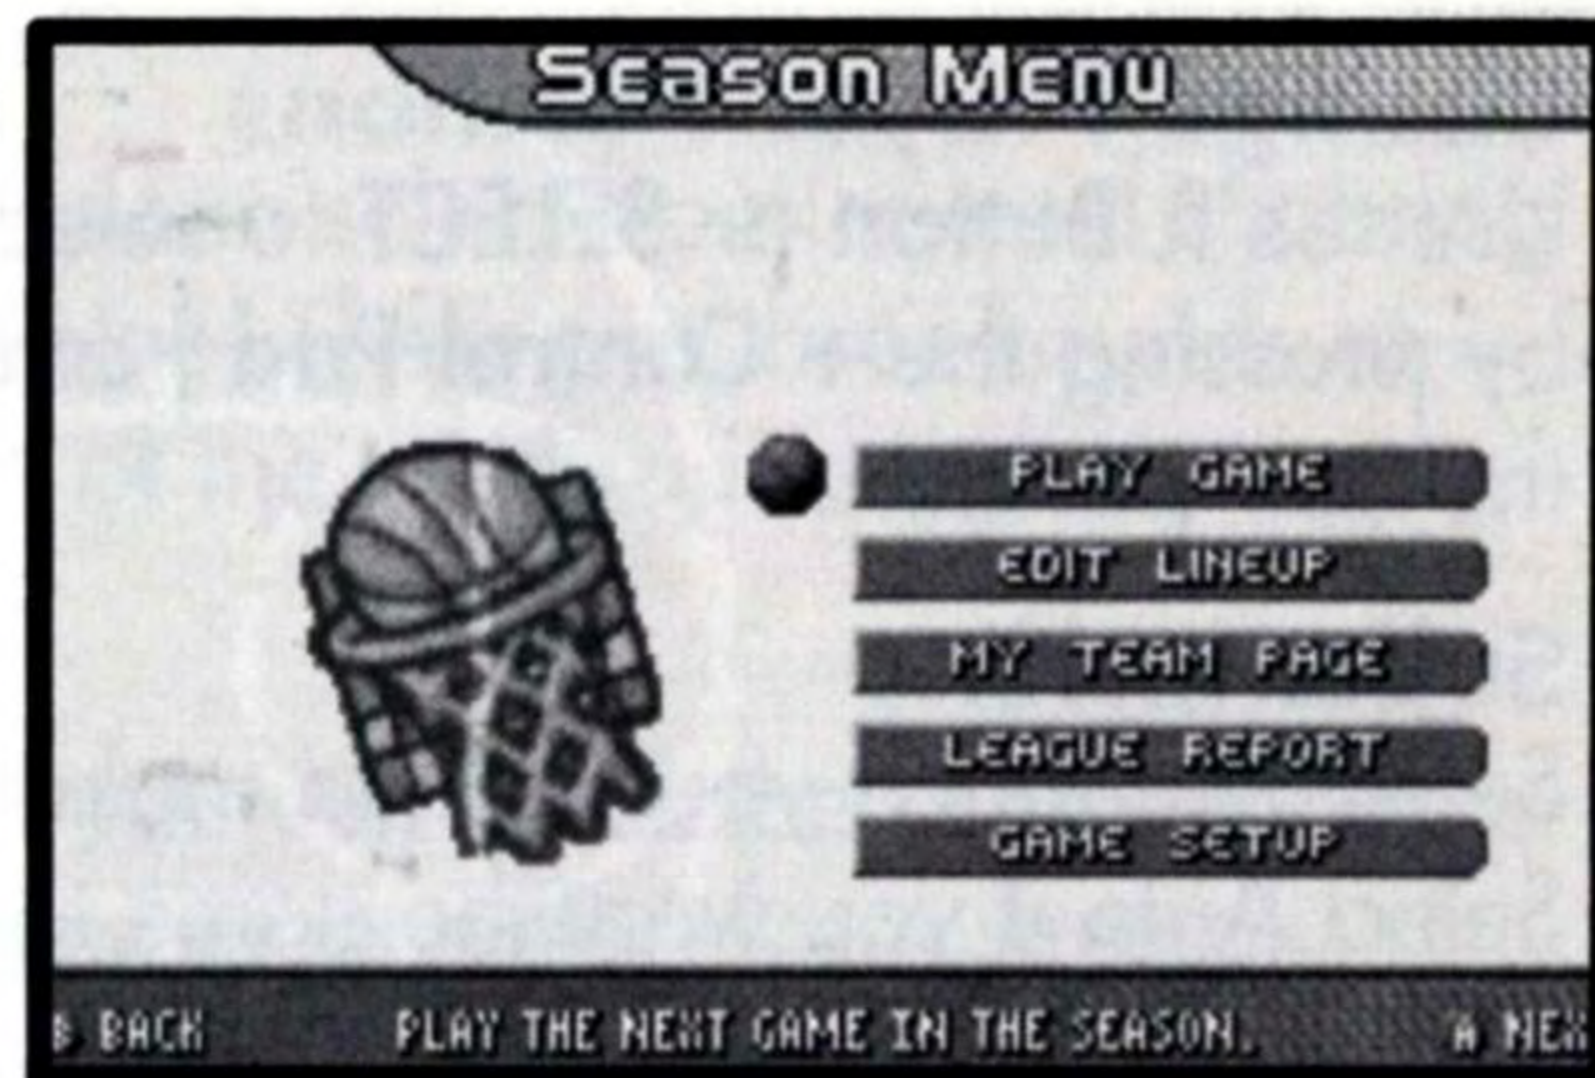 Season Menu
PLAY GAME
EDIT LINEUP
MY TEAM PAGE
LEAGUE REPORT
GAME SETUP
B BACK PLAY THE NEXT GAME IN THE SEASON. A NEX